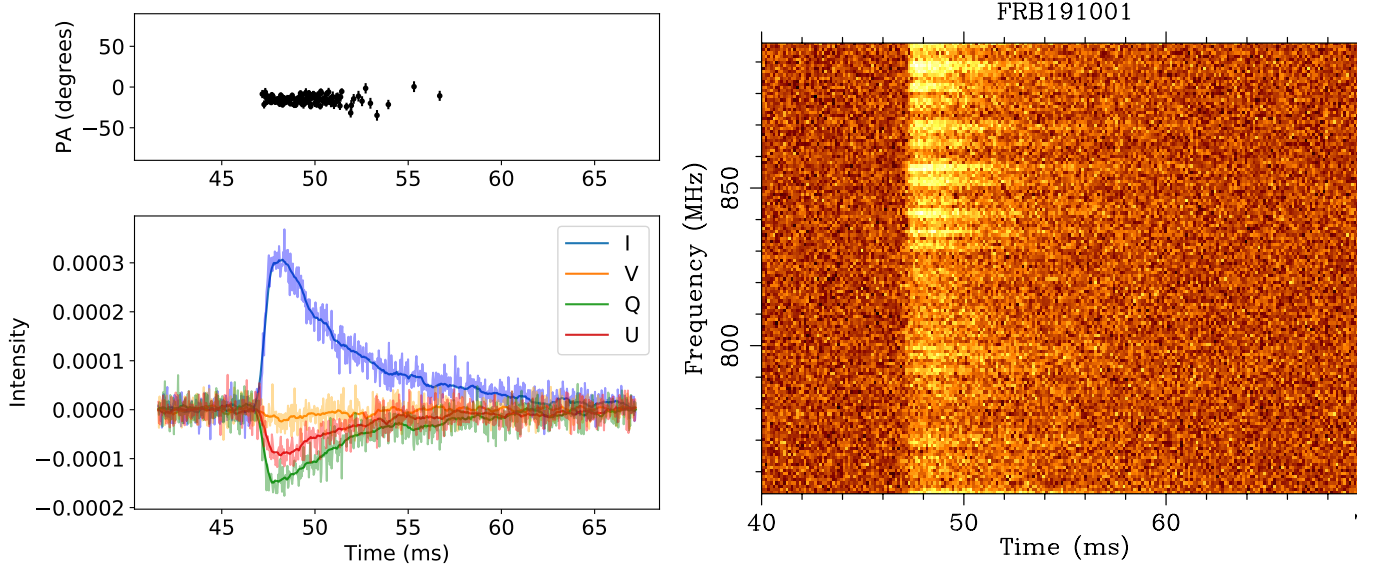 PA (degrees)
50
0
−50
45 50 55 60 65
Intensity
0.0003
0.0002
0.0001
0.0000
−0.0001
−0.0002
I
V
Q
U
45 50 55 60 65
Time (ms)
FRB191001
Frequency (MHz)
850
800
40 50 60
Time (ms)